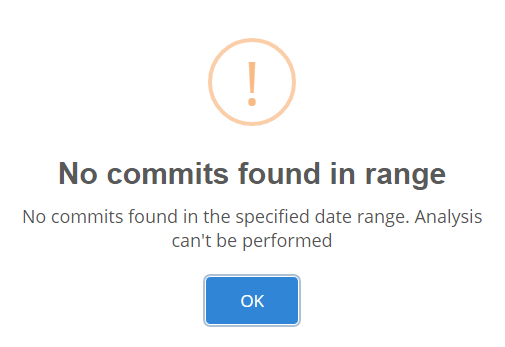 !
No commits found in range
No commits found in the specified date range. Analysis
can't be performed
OK